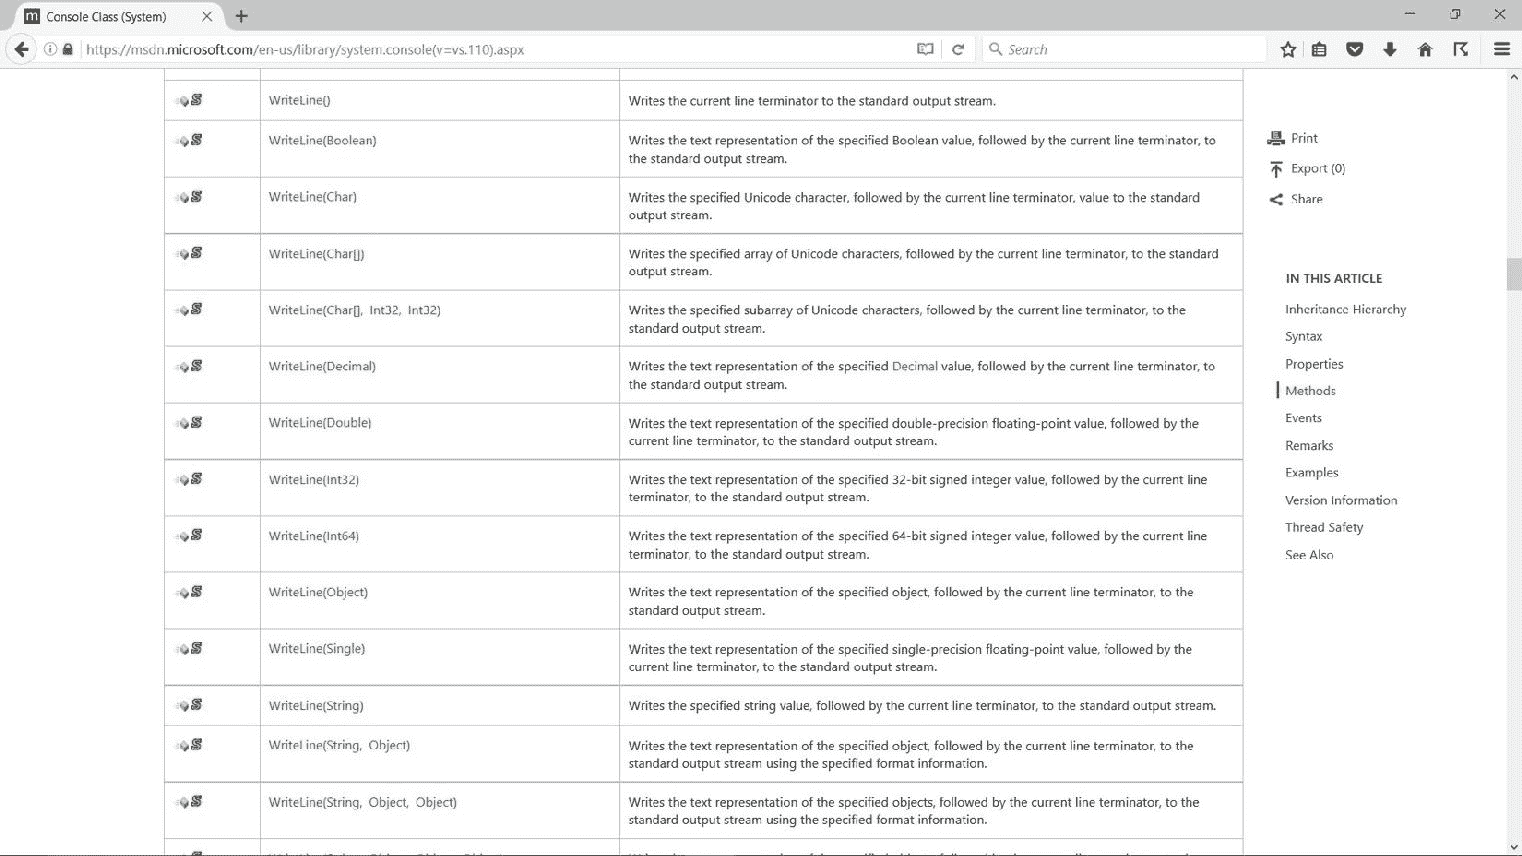 Console Class (System)
https://msdn.microsoft.com/en-us/library/system.console(v=vs.110).aspx
Search
WriteLine() Writes the current line terminator to the standard output stream.
WriteLine(Boolean) Writes the text representation of the specified Boolean value, followed by the current line terminator, to
the standard output stream.
WriteLine(Char) Writes the specified Unicode character, followed by the current line terminator, value to the standard
output stream.
WriteLine(Char[]) Writes the specified array of Unicode characters, followed by the current line terminator, to the standard
output stream.
WriteLine(Char[], Int32, Int32) Writes the specified subarray of Unicode characters, followed by the current line terminator, to the
standard output stream.
WriteLine(Decimal) Writes the text representation of the specified Decimal value, followed by the current line terminator, to
the standard output stream.
WriteLine(Double) Writes the text representation of the specified double-precision floating-point value, followed by the
current line terminator, to the standard output stream.
WriteLine(Int32) Writes the text representation of the specified 32-bit signed integer value, followed by the current line
terminator, to the standard output stream.
WriteLine(Int64) Writes the text representation of the specified 64-bit signed integer value, followed by the current line
terminator, to the standard output stream.
WriteLine(Object) Writes the text representation of the specified object, followed by the current line terminator, to the
standard output stream.
WriteLine(Single) Writes the text representation of the specified single-precision floating-point value, followed by the
current line terminator, to the standard output stream.
WriteLine(String) Writes the specified string value, followed by the current line terminator, to the standard output stream.
WriteLine(String, Object) Writes the text representation of the specified object, followed by the current line terminator, to the
standard output stream using the specified format information.
WriteLine(String, Object, Object) Writes the text representation of the specified objects, followed by the current line terminator, to the
standard output stream using the specified format information.
Print
Export (0)
Share
IN THIS ARTICLE
Inheritance Hierarchy
Syntax
Properties
Methods
Events
Remarks
Examples
Version Information
Thread Safety
See Also